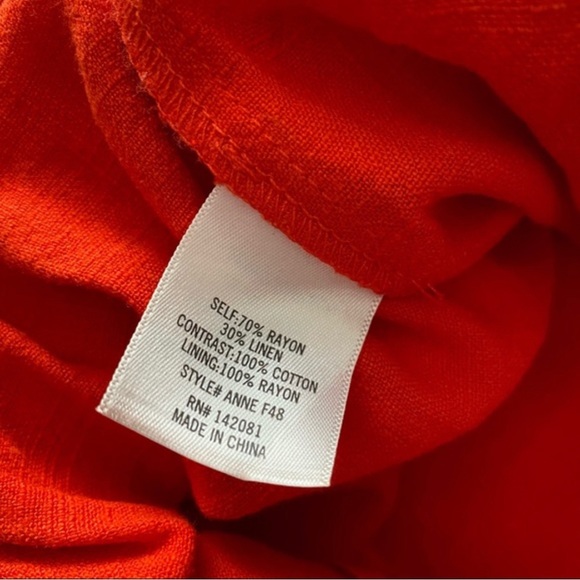 SELF:70% RAYON
30% LINEN
CONTRAST:100% COTTON
LINING:100% RAYON
STYLE# ANNE F48
RN# 142081
MADE IN CHINA